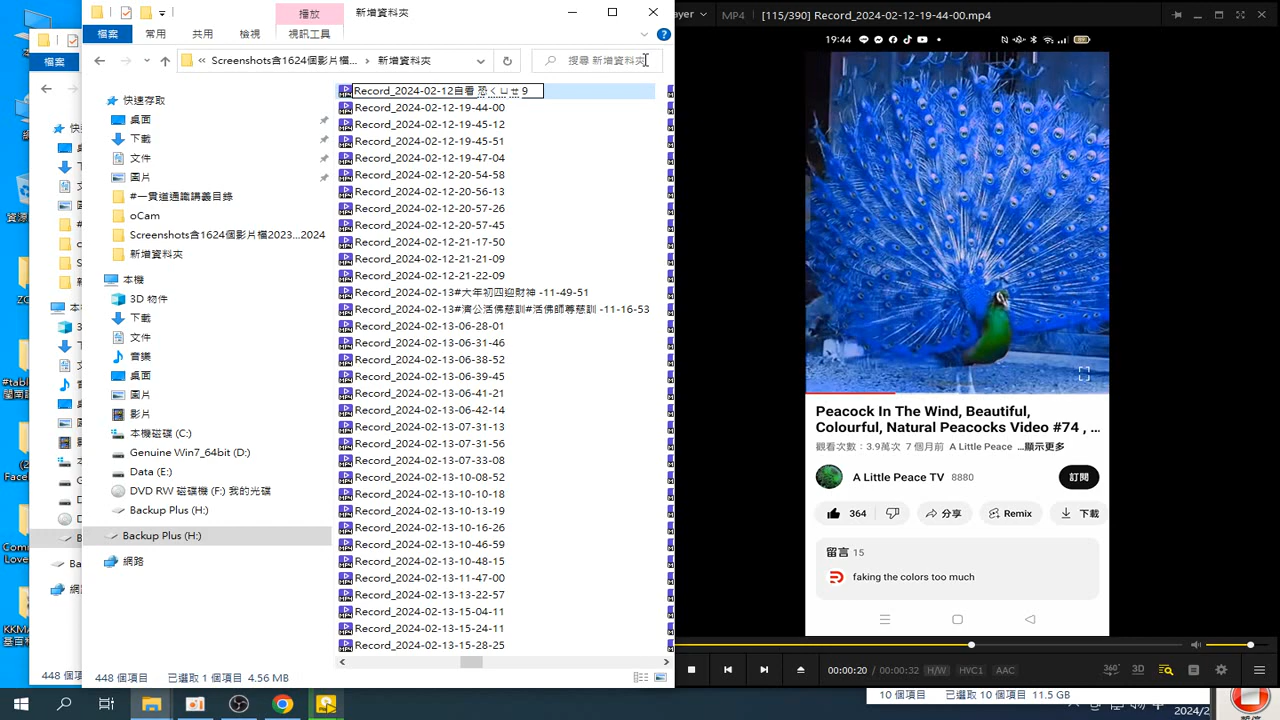 播放
新增資料夾
檔案
常用
共用
檢視
視訊工具
« Screenshots含1624個影片檔... › 新增資料夾
搜尋 新增資料夾
快速存取
桌面
下載
文件
圖片
#一貫道通識講義目錄
oCam
Screenshots含1624個影片檔2023...2024
新增資料夾
本機
3D 物件
下載
文件
音樂
桌面
圖片
影片
本機磁碟 (C:)
Genuine Win7_64bit (D:)
Data (E:)
DVD RW 磁碟機 (F:) 我的光碟
Backup Plus (H:)
Backup Plus (H:)
網路
Record_2024-02-12自看 恐ㄑㄩㄝ9
Record_2024-02-12-19-44-00
Record_2024-02-12-19-45-12
Record_2024-02-12-19-45-51
Record_2024-02-12-19-47-04
Record_2024-02-12-20-54-58
Record_2024-02-12-20-56-13
Record_2024-02-12-20-57-26
Record_2024-02-12-20-57-45
Record_2024-02-12-21-17-50
Record_2024-02-12-21-21-09
Record_2024-02-12-21-22-09
Record_2024-02-13#大年初四迎財神 -11-49-51
Record_2024-02-13#濟公活佛慈訓#活佛師尊慈訓 -11-16-53
Record_2024-02-13-06-28-01
Record_2024-02-13-06-31-46
Record_2024-02-13-06-38-52
Record_2024-02-13-06-39-45
Record_2024-02-13-06-41-21
Record_2024-02-13-06-42-14
Record_2024-02-13-07-31-13
Record_2024-02-13-07-31-56
Record_2024-02-13-07-33-08
Record_2024-02-13-10-08-52
Record_2024-02-13-10-10-18
Record_2024-02-13-10-13-19
Record_2024-02-13-10-16-26
Record_2024-02-13-10-46-59
Record_2024-02-13-10-48-15
Record_2024-02-13-11-47-00
Record_2024-02-13-13-22-57
Record_2024-02-13-15-04-11
Record_2024-02-13-15-24-11
Record_2024-02-13-15-28-25
448 個項目
已選取 1 個項目 4.56 MB
檔案
ayer
MP4
[115/390] Record_2024-02-12-19-44-00.mp4
19:44
Peacock In The Wind, Beautiful,
Colourful, Natural Peacocks Video #74 , ...
觀看次數：3.9萬次 7 個月前 A Little Peace ...顯示更多
A Little Peace TV 8880
訂閱
364
分享
Remix
下載
留言 15
faking the colors too much
00:00:20 / 00:00:32
H/W
HVC1
AAC
360°
3D
10 個項目
已選取 10 個項目 11.5 GB
2024/2